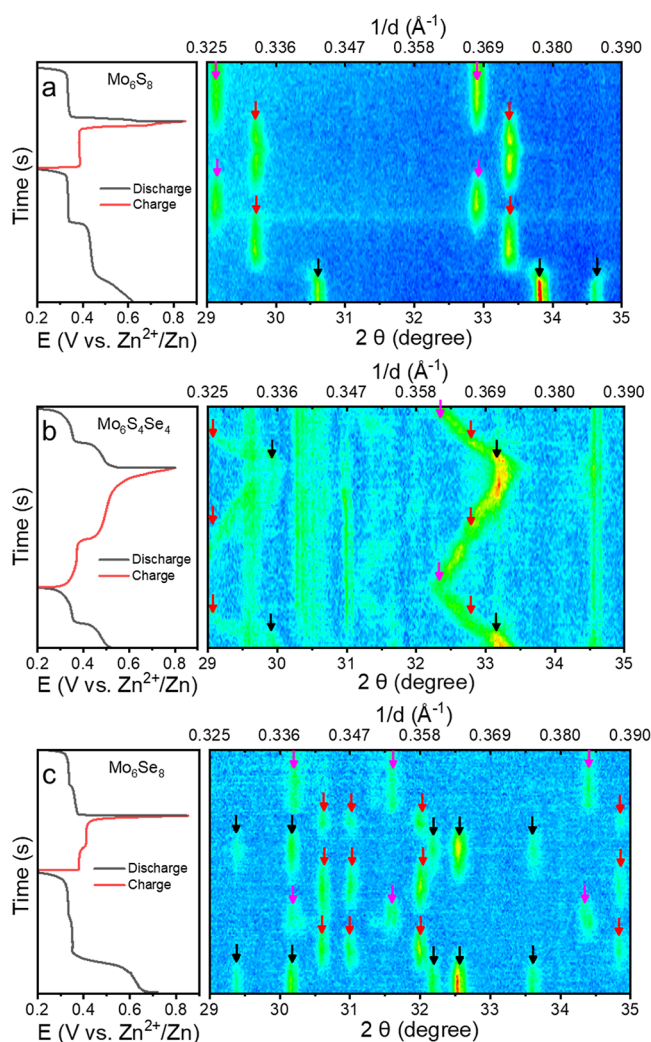 1/d (Å⁻¹)
0.325 0.336 0.347 0.358 0.369 0.380 0.390
a
Mo₆S₈
Time (s)
Discharge
Charge
0.2 0.4 0.6 0.8
29 30 31 32 33 34 35
E (V vs. Zn²⁺/Zn)
2 θ (degree)
1/d (Å⁻¹)
0.325 0.336 0.347 0.358 0.369 0.380 0.390
b
Mo₆S₄Se₄
Time (s)
Discharge
Charge
0.2 0.4 0.6 0.8
29 30 31 32 33 34 35
E (V vs. Zn²⁺/Zn)
2 θ (degree)
1/d (Å⁻¹)
0.325 0.336 0.347 0.358 0.369 0.380 0.390
c
Mo₆Se₈
Time (s)
Discharge
Charge
0.2 0.4 0.6 0.8
29 30 31 32 33 34 35
E (V vs. Zn²⁺/Zn)
2 θ (degree)